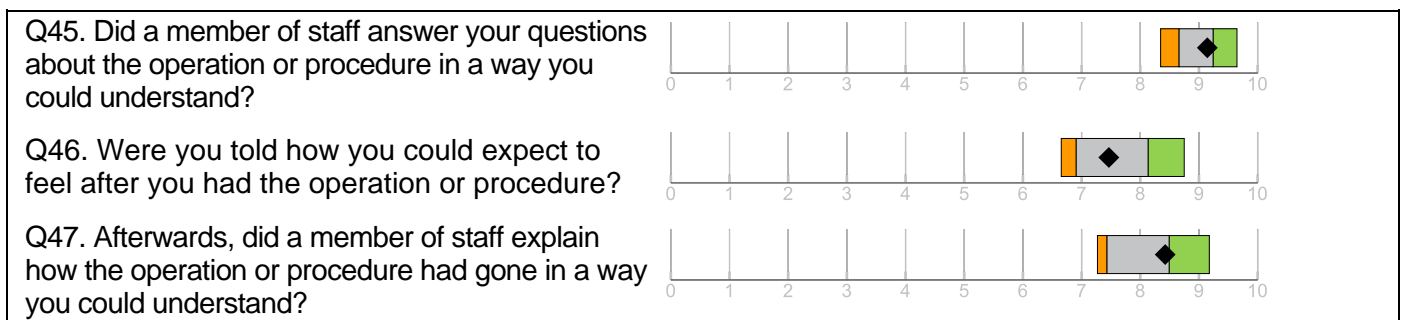 Q45. Did a member of staff answer your questions
about the operation or procedure in a way you
could understand?
0 1 2 3 4 5 6 7 8 9 10
Q46. Were you told how you could expect to
feel after you had the operation or procedure?
0 1 2 3 4 5 6 7 8 9 10
Q47. Afterwards, did a member of staff explain
how the operation or procedure had gone in a way
you could understand?
0 1 2 3 4 5 6 7 8 9 10